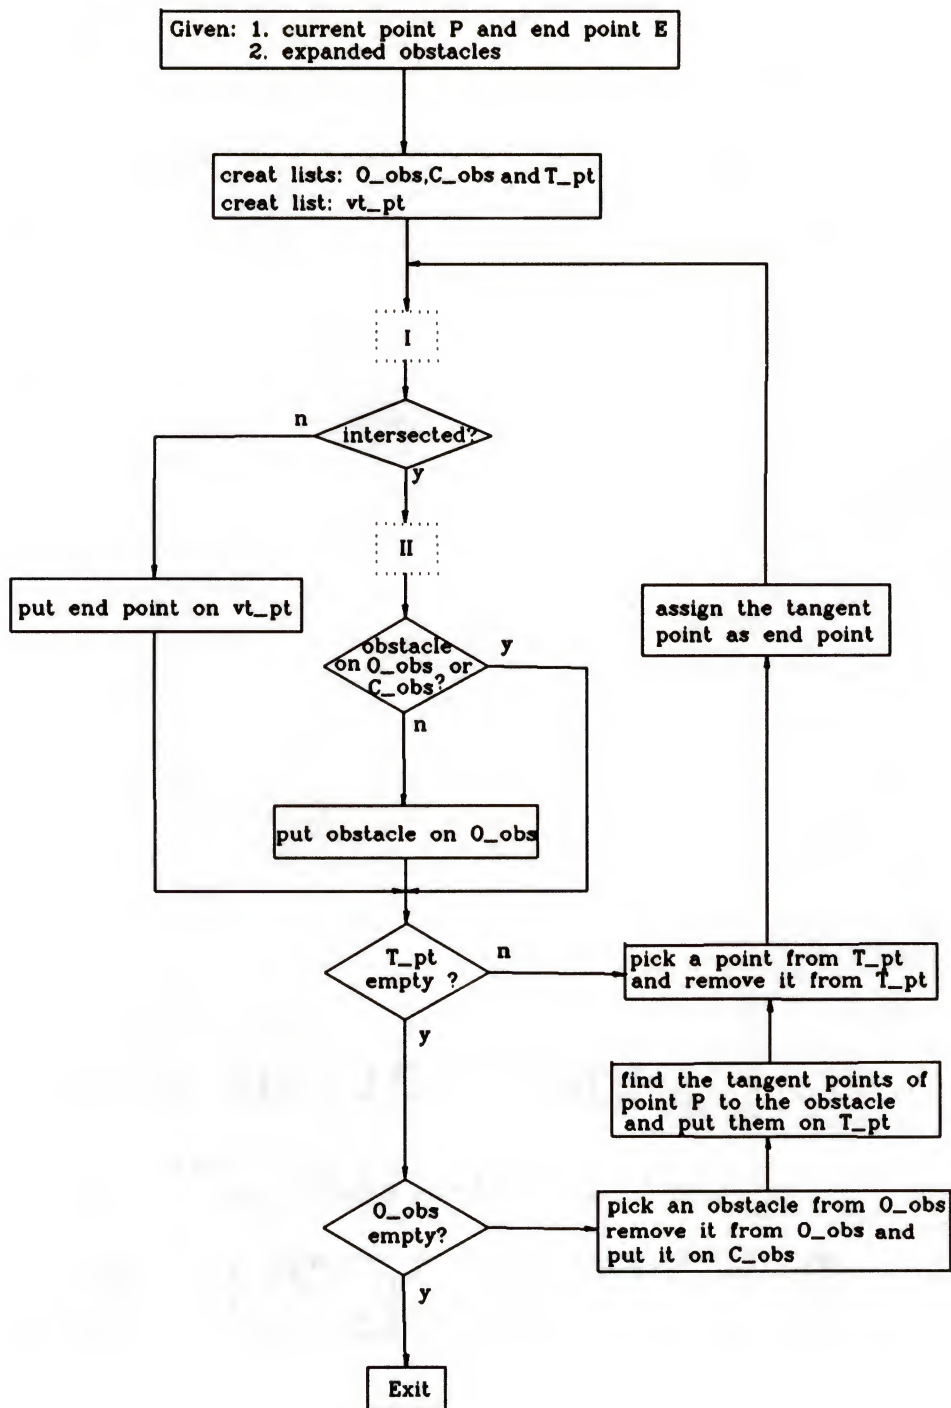 Given: 1. current point P and end point E
2. expanded obstacles
creat lists: O_obs,C_obs and T_pt
creat list: vt_pt
I
n
intersected?
y
II
put end point on vt_pt
assign the tangent
point as end point
obstacle
on O_obs or
C_obs?
y
n
put obstacle on O_obs
T_pt
empty ?
n
y
pick a point from T_pt
and remove it from T_pt
find the tangent points of
point P to the obstacle
and put them on T_pt
O_obs
empty?
y
pick an obstacle from O_obs
remove it from O_obs and
put it on C_obs
Exit